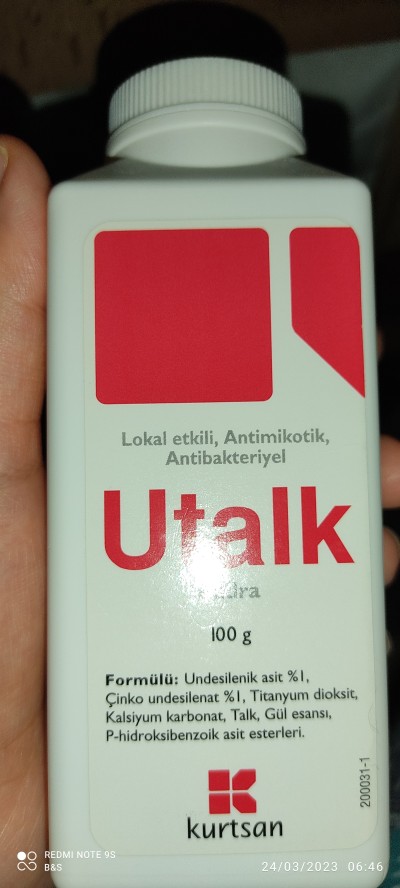 Lokal etkili, Antimikotik,
Antibakteriyel
Utalk
100 g
Formülü: Undesilenik asit %1,
Çinko undesilenat %1, Titanyum dioksit,
Kalsiyum karbonat, Talk, Gül esansı,
P-hidroksibenzoik asit esterleri.
200031-1
kurtsan
REDMI NOTE 9S
B&S
24/03/2023 06:46